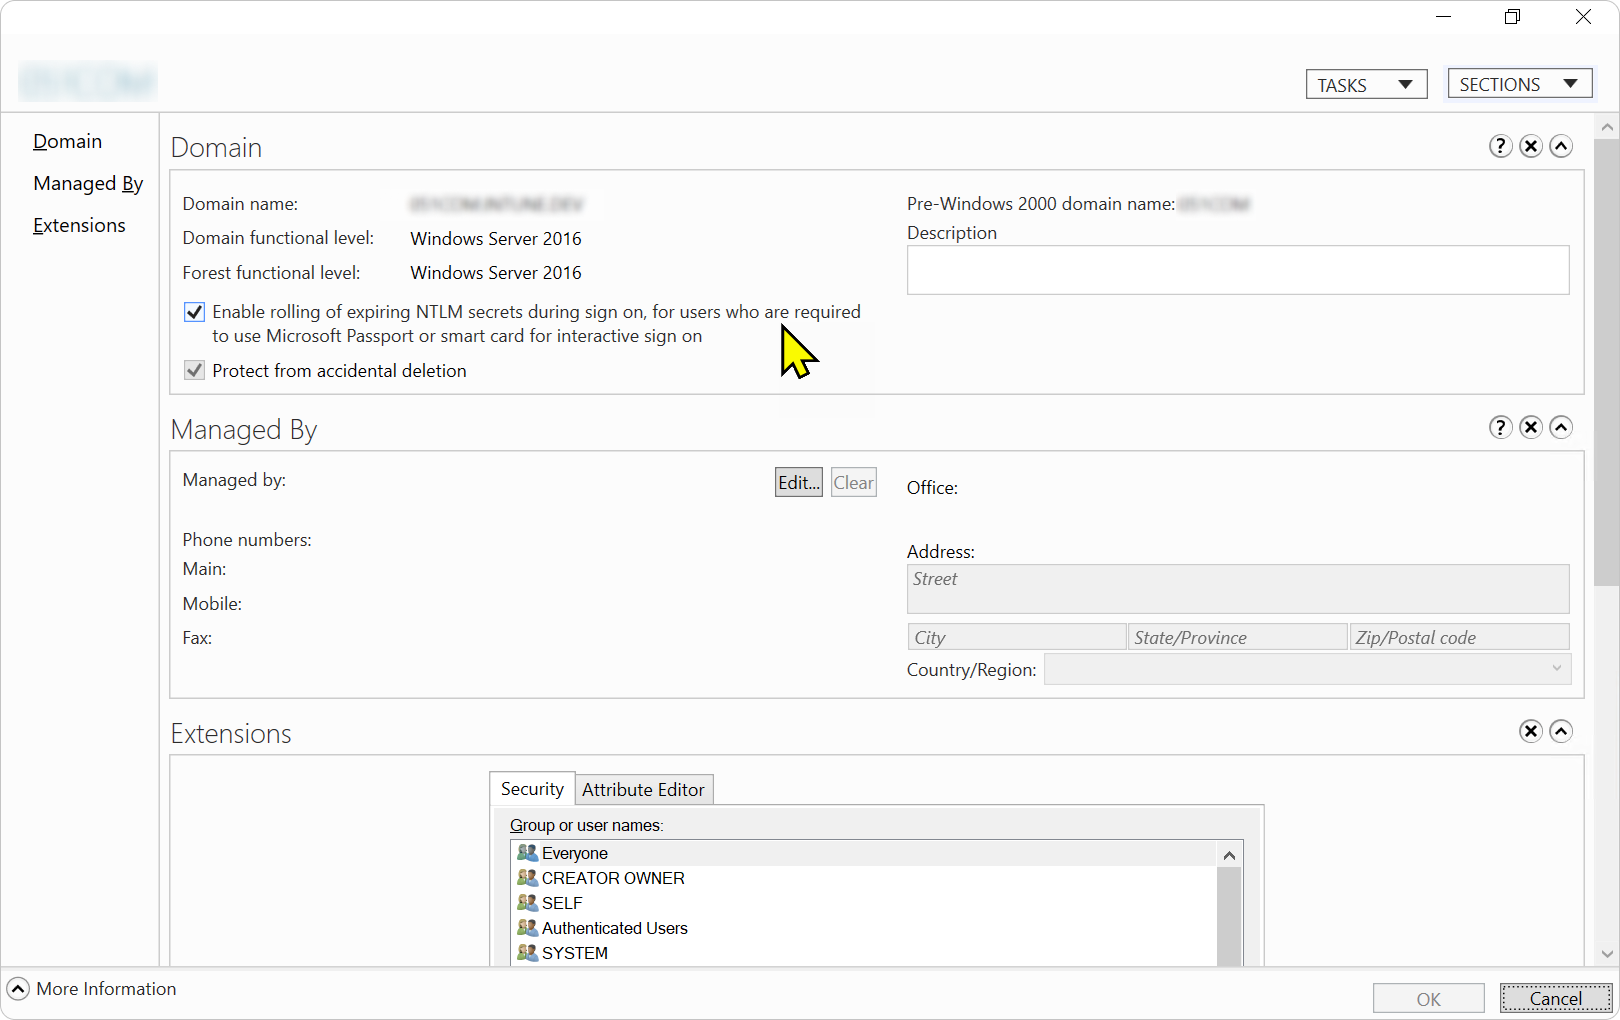 TASKS
SECTIONS
Domain
Managed By
Extensions
Domain
Domain name:
Domain functional level: Windows Server 2016
Forest functional level: Windows Server 2016
Enable rolling of expiring NTLM secrets during sign on, for users who are required
to use Microsoft Passport or smart card for interactive sign on
Protect from accidental deletion
Pre-Windows 2000 domain name:
Description
Managed By
Managed by:
Edit...
Clear
Phone numbers:
Main:
Mobile:
Fax:
Office:
Address:
Street
City
State/Province
Zip/Postal code
Country/Region:
Extensions
Security
Attribute Editor
Group or user names:
Everyone
CREATOR OWNER
SELF
Authenticated Users
SYSTEM
More Information
OK
Cancel